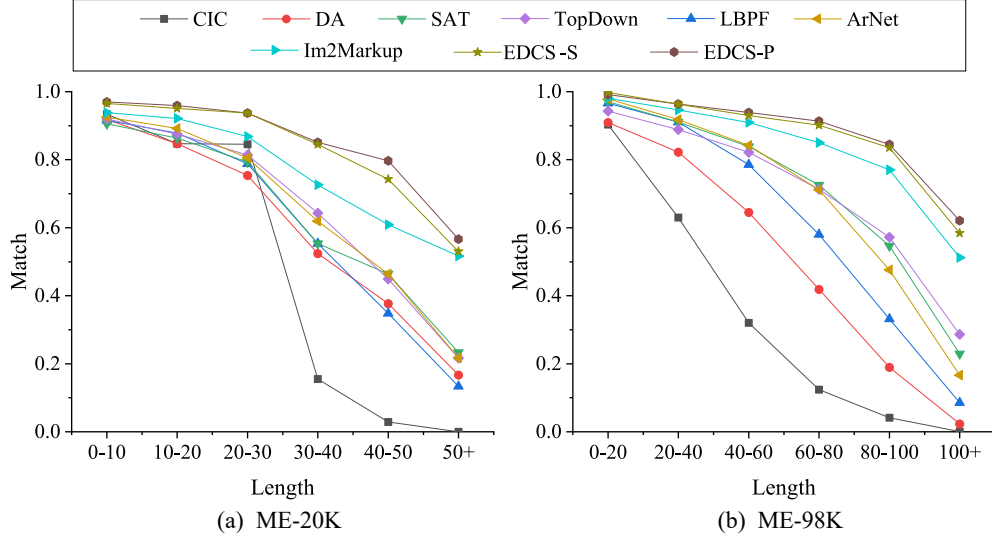 CIC DA SAT TopDown LBPF ArNet
Im2Markup EDCS-S EDCS-P
1.0
0.8
0.6
0.4
0.2
0.0
Match
0-10 10-20 20-30 30-40 40-50 50+
Length
(a) ME-20K
1.0
0.8
0.6
0.4
0.2
0.0
Match
0-20 20-40 40-60 60-80 80-100 100+
Length
(b) ME-98K